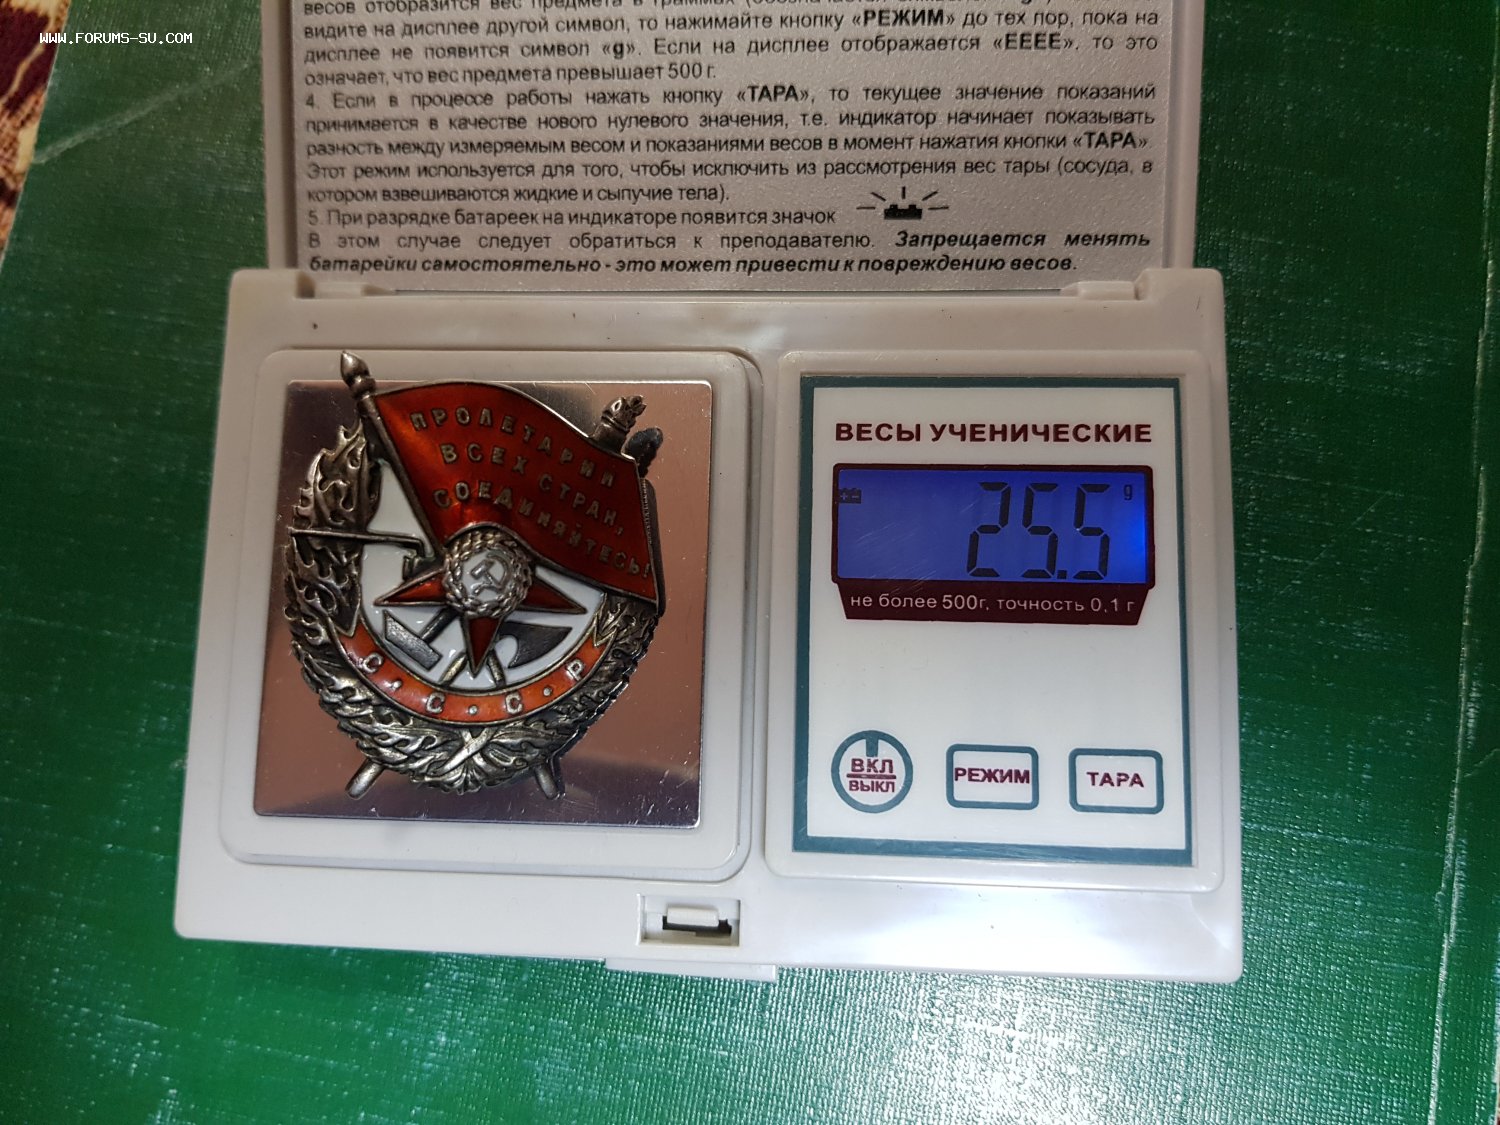 www.forums-su.com
весов отобразится вес предмета в граммах
видите на дисплее другой символ, то нажимайте кнопку «РЕЖИМ» до тех пор, пока на
дисплее не появится символ «g». Если на дисплее отображается «ЕЕЕЕ», то это
означает, что вес предмета превышает 500 г.
4. Если в процессе работы нажать кнопку «ТАРА», то текущее значение показаний
принимается в качестве нового нулевого значения, т.е. индикатор начинает показывать
разность между измеряемым весом и показаниями весов в момент нажатия кнопки «ТАРА».
Этот режим используется для того, чтобы исключить из рассмотрения вес тары (сосуда, в
котором взвешиваются жидкие и сыпучие тела).
5. При разрядке батареек на индикаторе появится значок
В этом случае следует обратиться к преподавателю. Запрещается менять
батарейки самостоятельно - это может привести к повреждению весов.
ПРОЛЕТАРИИ
ВСЕХ СТРАН,
СОЕДИНЯЙТЕСЬ!
С·С·С·Р
ВЕСЫ УЧЕНИЧЕСКИЕ
25.5 g
не более 500г, точность 0,1 г
ВКЛ
ВЫКЛ
РЕЖИМ
ТАРА